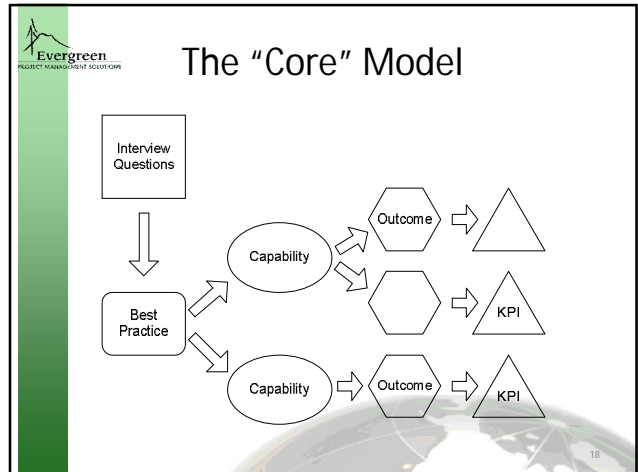 Evergreen
PROJECT MANAGEMENT SOLUTIONS
The "Core" Model
Interview
Questions
Outcome
Capability
Best
Practice
KPI
Capability
Outcome
KPI
18